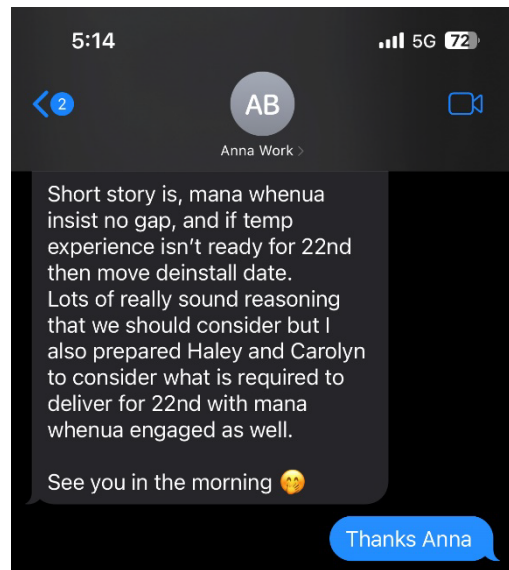 5:14
5G 72
2
AB
Anna Work
Short story is, mana whenua
insist no gap, and if temp
experience isn't ready for 22nd
then move deinstall date.
Lots of really sound reasoning
that we should consider but I
also prepared Haley and Carolyn
to consider what is required to
deliver for 22nd with mana
whenua engaged as well.
See you in the morning 🤭
Thanks Anna